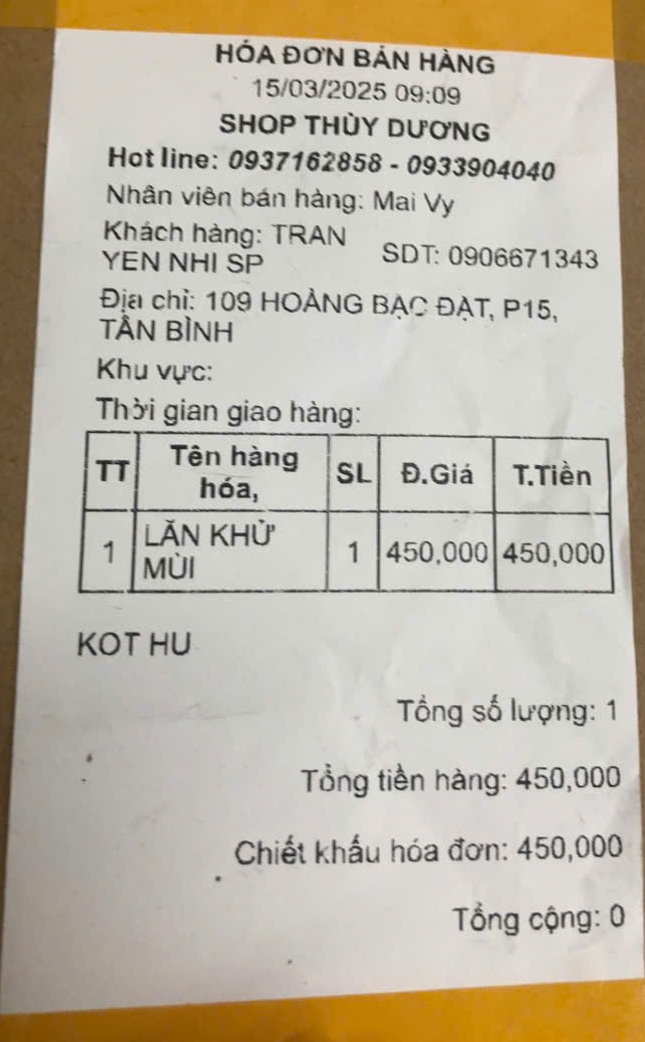 HÓA ĐƠN BÁN HÀNG
15/03/2025 09:09
SHOP THÙY DƯƠNG
Hot line: 0937162858 - 0933904040
Nhân viên bán hàng: Mai Vy
Khách hàng: TRAN YEN NHI SP
SDT: 0906671343
Địa chỉ: 109 HOÀNG BẠC ĐẠT, P15,
TÂN BÌNH
Khu vực:
Thời gian giao hàng:
TT Tên hàng hóa, SL Đ.Giá T.Tiền
1 LĂN KHỬ MÙI 1 450,000 450,000
KOT HU
Tổng số lượng: 1
Tổng tiền hàng: 450,000
Chiết khấu hóa đơn: 450,000
Tổng cộng: 0